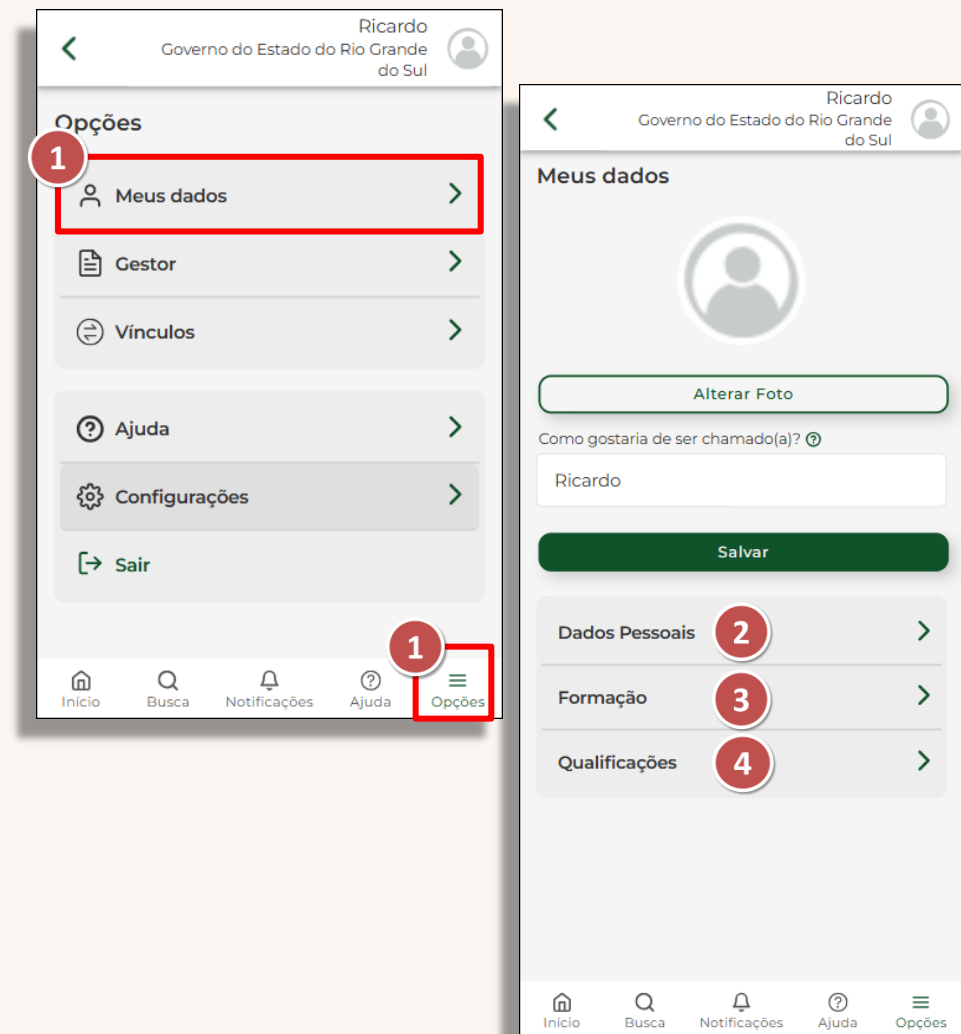 Ricardo
Governo do Estado do Rio Grande
do Sul
Opções
1
Meus dados
Gestor
Vínculos
Ajuda
Configurações
Sair
1
Início
Busca
Notificações
Ajuda
Opções
Ricardo
Governo do Estado do Rio Grande
do Sul
Meus dados
Alterar Foto
Como gostaria de ser chamado(a)? ?
Ricardo
Salvar
Dados Pessoais 2
Formação 3
Qualificações 4
Início
Busca
Notificações
Ajuda
Opções